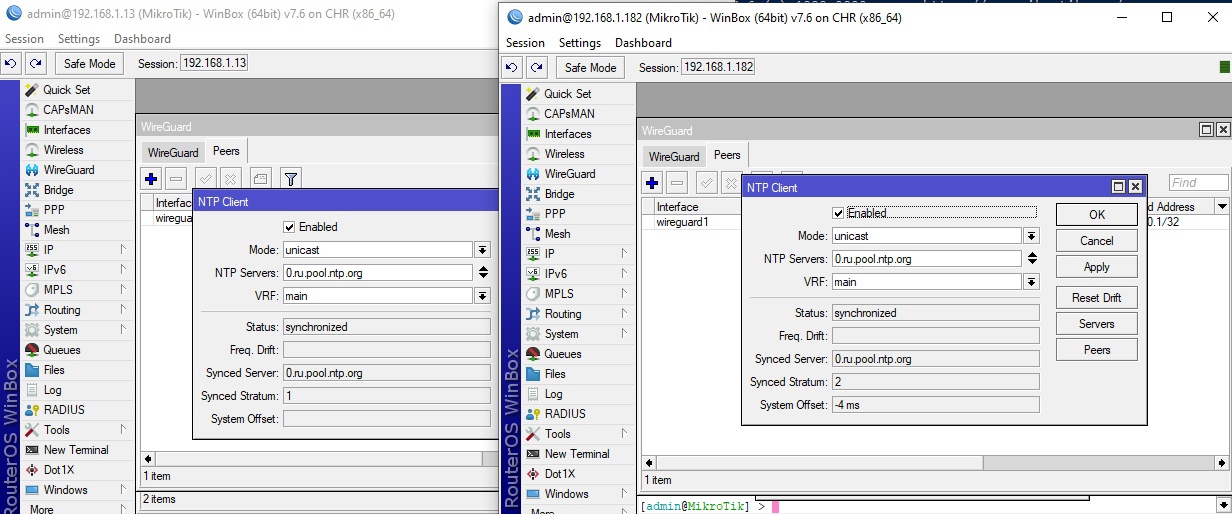 admin@192.168.1.13 (MikroTik) - WinBox (64bit) v7.6 on CHR (x86_64)
Session Settings Dashboard
Safe Mode Session: 192.168.1.13
Quick Set
CAPsMAN
Interfaces
Wireless
WireGuard
Bridge
PPP
Mesh
IP
IPv6
MPLS
Routing
System
Queues
Files
Log
RADIUS
Tools
New Terminal
Dot1X
Windows
More
RouterOS WinBox
WireGuard
WireGuard Peers
Interfac
wiregua
NTP Client
Enabled
Mode: unicast
NTP Servers: 0.ru.pool.ntp.org
VRF: main
Status: synchronized
Freq. Drift:
Synced Server: 0.ru.pool.ntp.org
Synced Stratum: 1
System Offset:
1 item
2 items
admin@192.168.1.182 (MikroTik) - WinBox (64bit) v7.6 on CHR (x86_64)
Session Settings Dashboard
Safe Mode Session: 192.168.1.182
Quick Set
CAPsMAN
Interfaces
Wireless
WireGuard
Bridge
PPP
Mesh
IP
IPv6
MPLS
Routing
System
Queues
Files
Log
RADIUS
Tools
New Terminal
Dot1X
Windows
More
RouterOS WinBox
WireGuard
WireGuard Peers
Find
Interface d Address
wireguard1 0.1/32
NTP Client
Enabled
Mode: unicast
NTP Servers: 0.ru.pool.ntp.org
VRF: main
Status: synchronized
Freq. Drift:
Synced Server: 0.ru.pool.ntp.org
Synced Stratum: 2
System Offset: -4 ms
OK
Cancel
Apply
Reset Drift
Servers
Peers
1 item
[admin@MikroTik] >